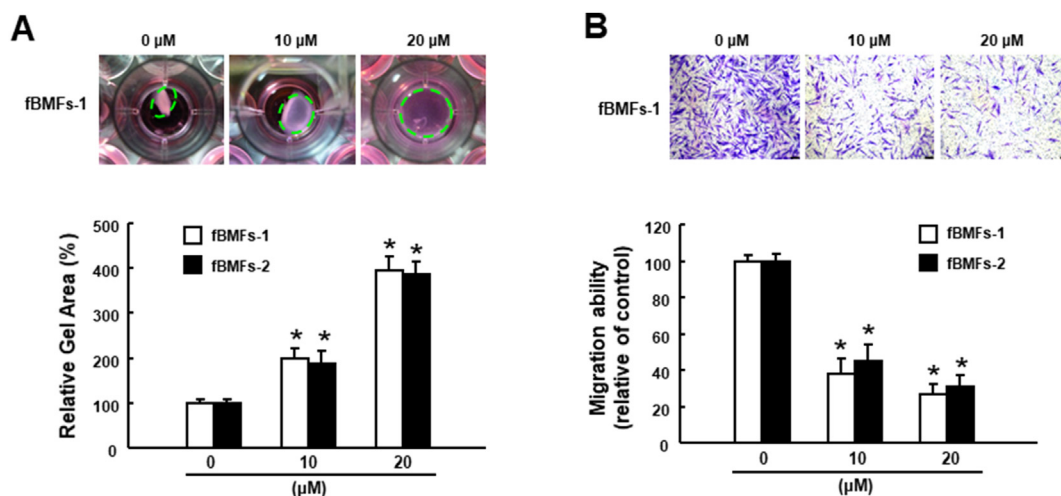 A
0 µM 10 µM 20 µM
fBMFs-1
Relative Gel Area (%)
500
400
300
200
100
0
fBMFs-1
fBMFs-2
* *
* *
0 10 20
(µM)
B
0 µM 10 µM 20 µM
fBMFs-1
Migration ability
(relative of control)
120
100
80
60
40
20
0
fBMFs-1
fBMFs-2
* *
* *
0 10 20
(µM)